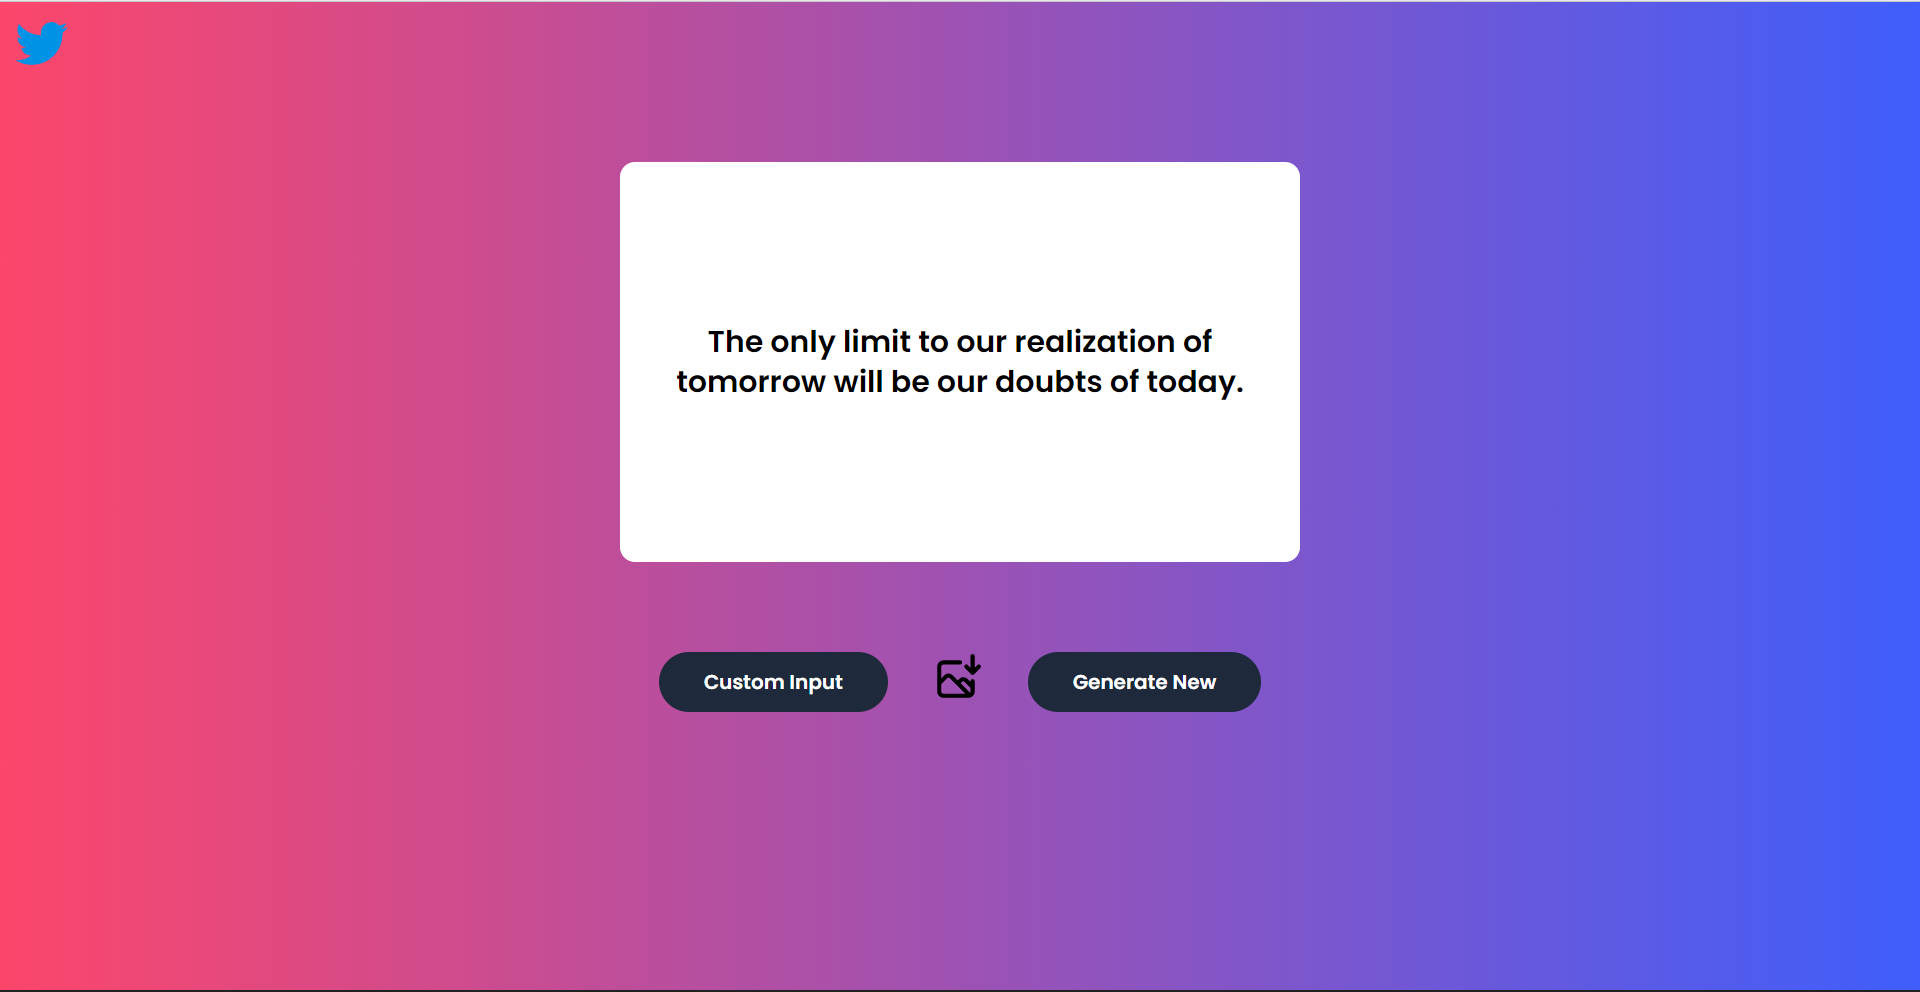 The only limit to our realization of
tomorrow will be our doubts of today.
Custom Input
Generate New